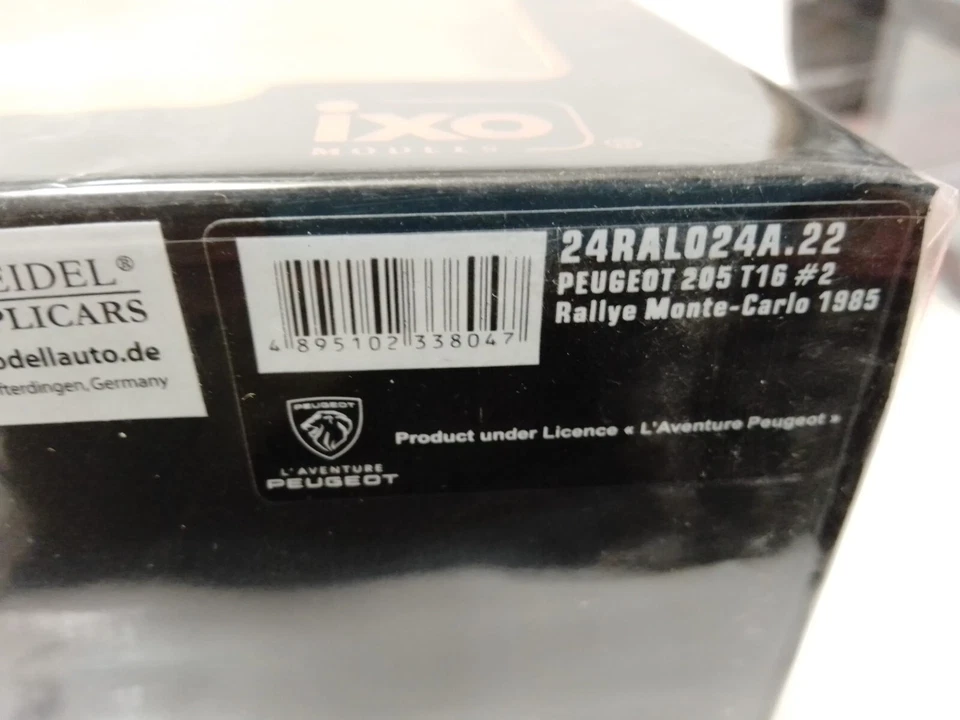 ixo
MODELS ®
EIDEL®
PLICARS
odellauto.de
fterdingen, Germany
4 895102 338047
24RAL024A.22
PEUGEOT 205 T16 #2
Rallye Monte-Carlo 1985
PEUGEOT
L'AVENTURE
PEUGEOT
Product under Licence « L'Aventure Peugeot »